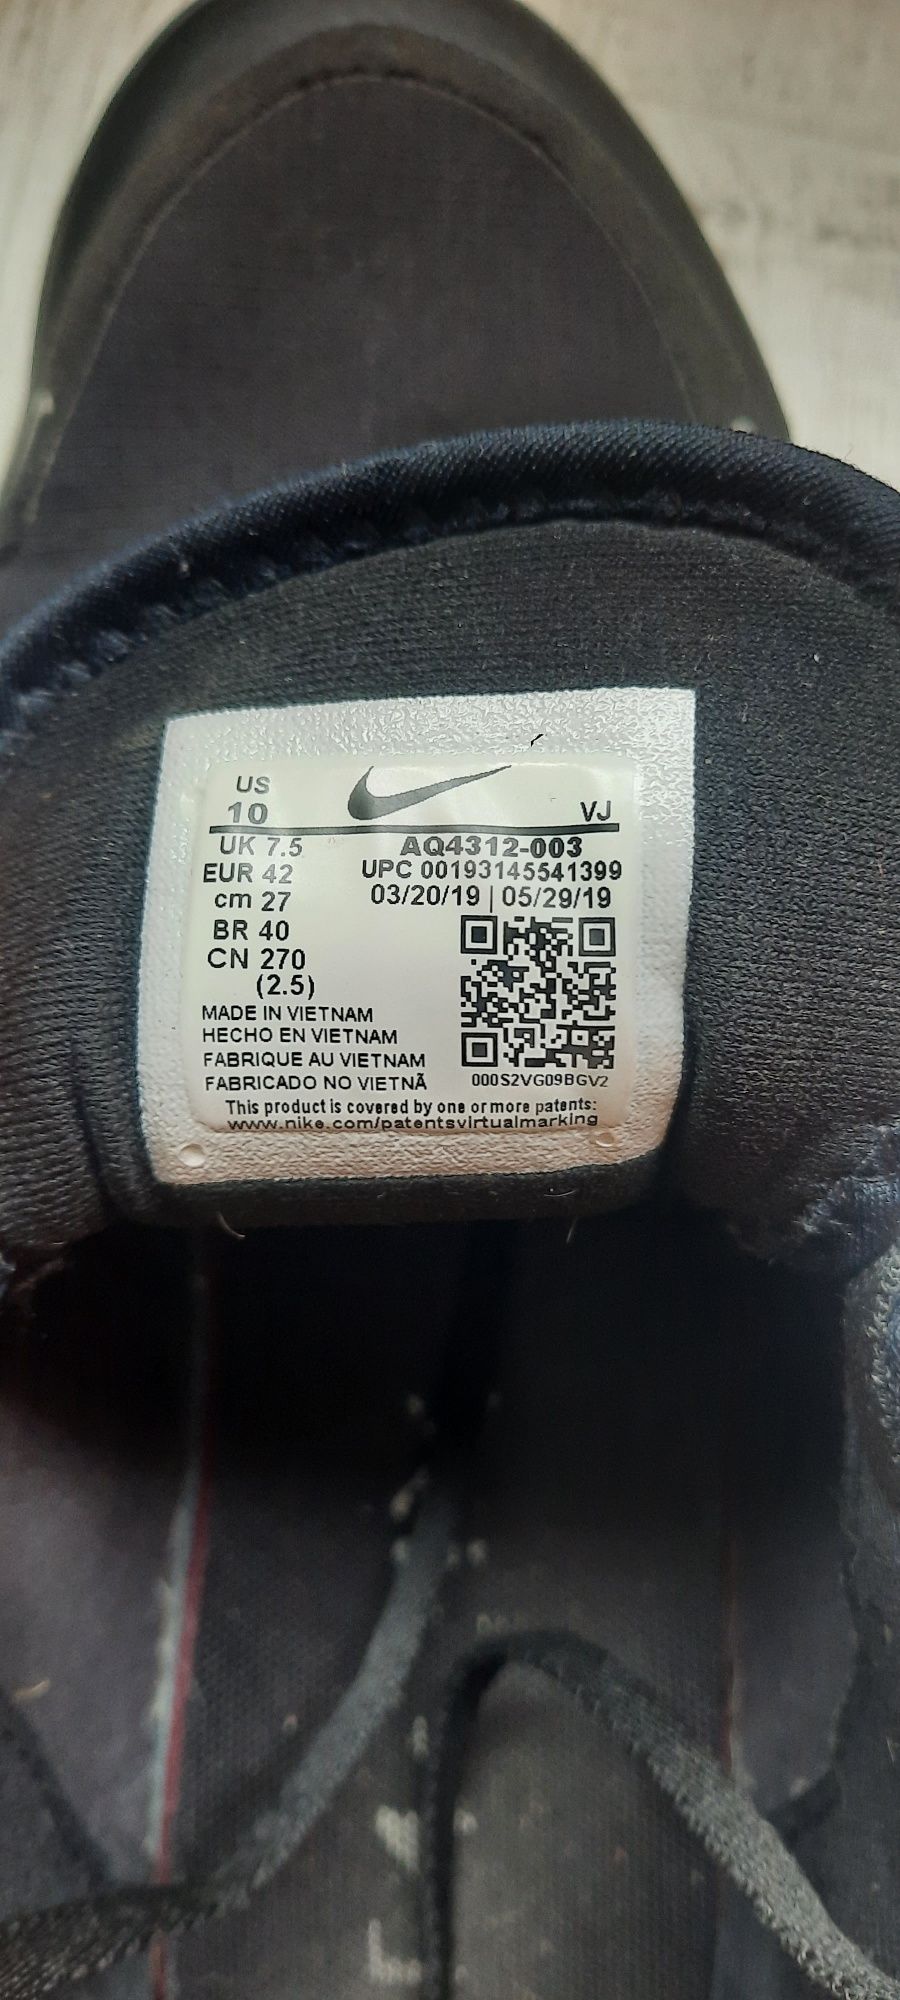 US
10 VJ
UK 7.5 AQ4312-003
EUR 42 UPC 00193145541399
cm 27 03/20/19 | 05/29/19
BR 40
CN 270
(2.5)
MADE IN VIETNAM
HECHO EN VIETNAM
FABRIQUE AU VIETNAM
FABRICADO NO VIETNÃ 000S2VG09BGV2
This product is covered by one or more patents:
www.nike.com/patentsvirtualmarking